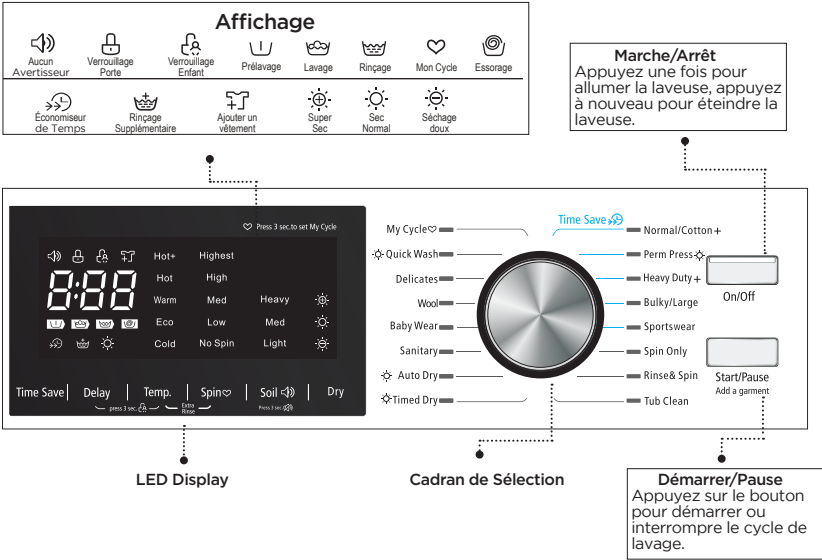 Affichage
Aucun
Avertisseur
Verrouillage
Porte
Verrouillage
Enfant
Prélavage
Lavage
Rinçage
Mon Cycle
Essorage
Économiseur
de Temps
Rinçage
Supplémentaire
Ajouter un
vêtement
Super
Sec
Sec
Normal
Séchage
doux
Marche/Arrêt
Appuyez une fois pour
allumer la laveuse, appuyez
à nouveau pour éteindre la
laveuse.
Press 3 sec.to set My Cycle
Hot+ Highest
8:88
Hot High
Warm Med Heavy
Eco Low Med
Cold No Spin Light
Time Save Delay Temp. Spin Soil Dry
press 3 sec.
Extra
Rinse
Press 3 sec.
My Cycle
Quick Wash
Delicates
Wool
Baby Wear
Sanitary
Auto Dry
Timed Dry
Time Save
Normal/Cotton+
Perm Press
Heavy Duty+
Bulky/Large
Sportswear
Spin Only
Rinse& Spin
Tub Clean
On/Off
Start/Pause
Add a garment
LED Display
Cadran de Sélection
Démarrer/Pause
Appuyez sur le bouton
pour démarrer ou
interrompre le cycle de
lavage.